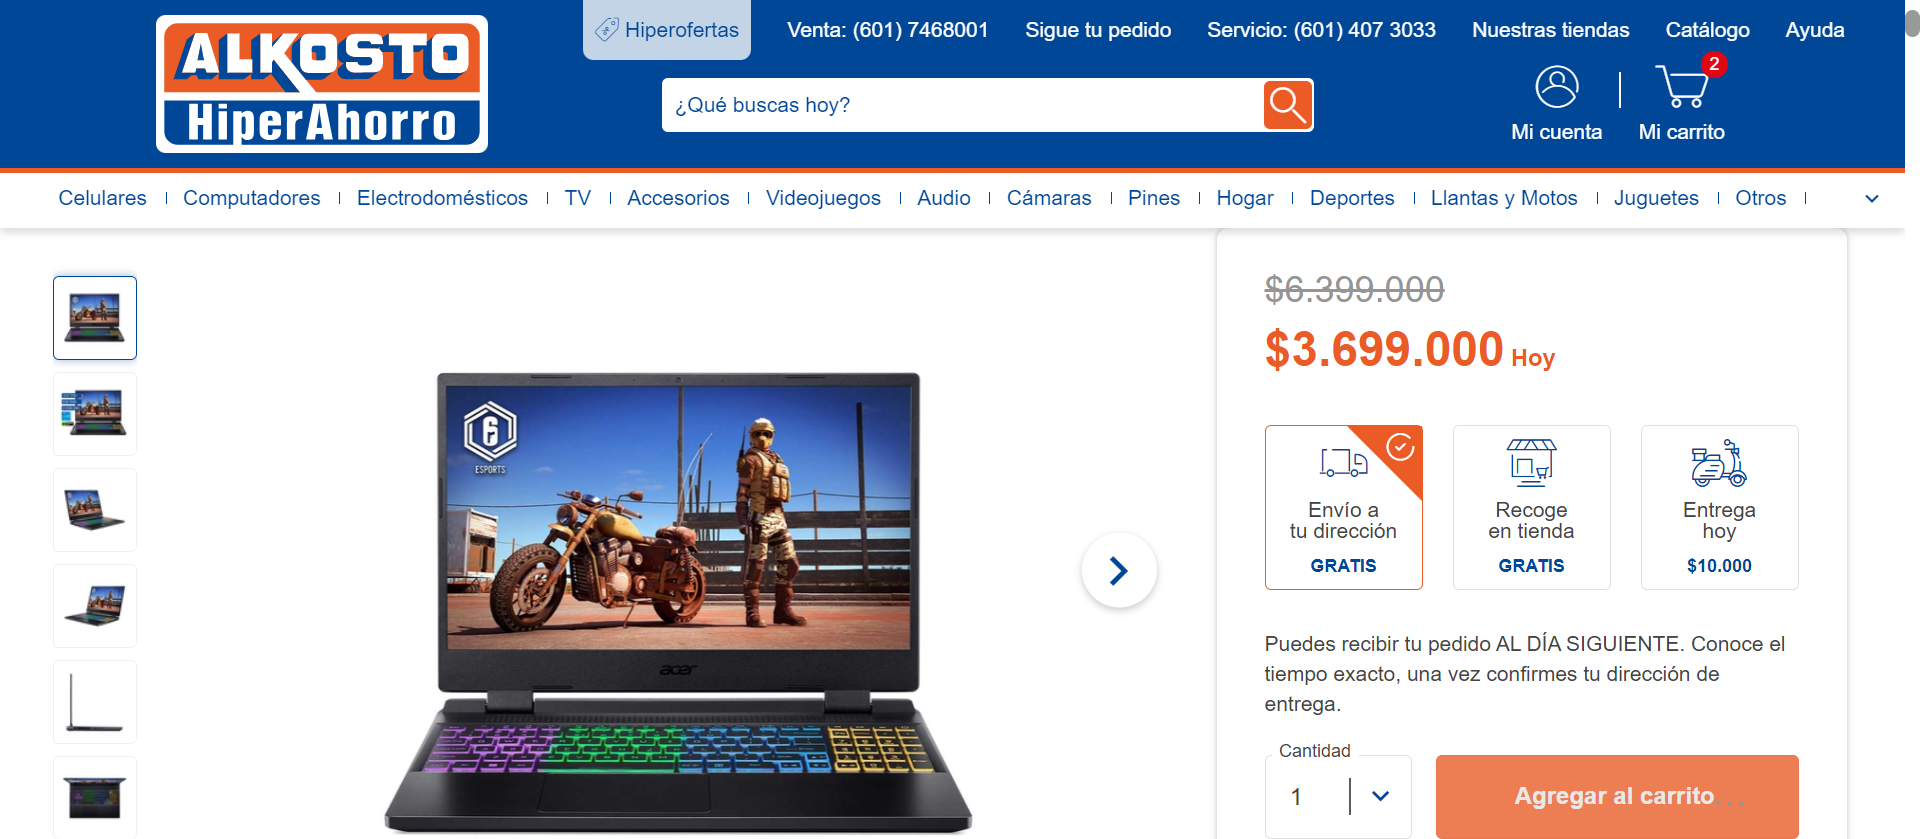 ALKOSTO
HiperAhorro
Hiperofertas
Venta: (601) 7468001
Sigue tu pedido
Servicio: (601) 407 3033
Nuestras tiendas
Catálogo
Ayuda
¿Qué buscas hoy?
2
Mi cuenta
Mi carrito
Celulares
Computadores
Electrodomésticos
TV
Accesorios
Videojuegos
Audio
Cámaras
Pines
Hogar
Deportes
Llantas y Motos
Juguetes
Otros
6
ESPORTS
acer
$6.399.000
$3.699.000 Hoy
Envío a
tu dirección
GRATIS
Recoge
en tienda
GRATIS
Entrega
hoy
$10.000
Puedes recibir tu pedido AL DÍA SIGUIENTE. Conoce el
tiempo exacto, una vez confirmes tu dirección de
entrega.
Cantidad
1
Agregar al carrito...